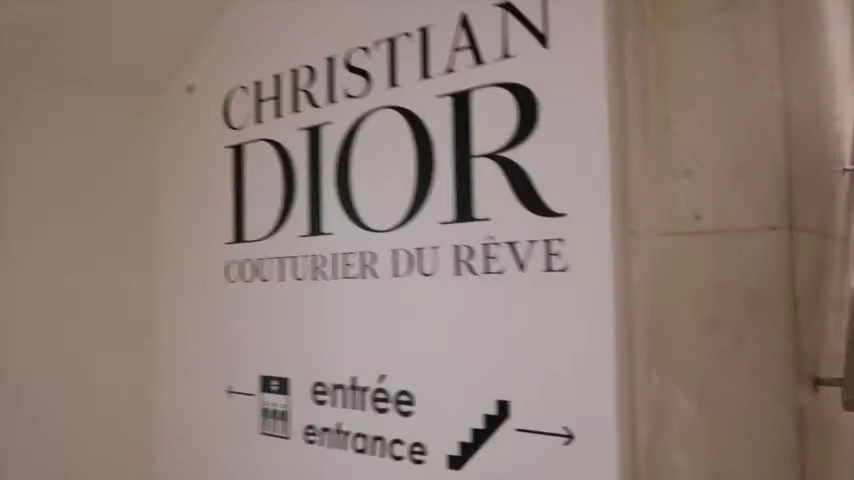 CHRISTIAN
DIOR
COUTURIER DU RÊVE
entrée
entrance